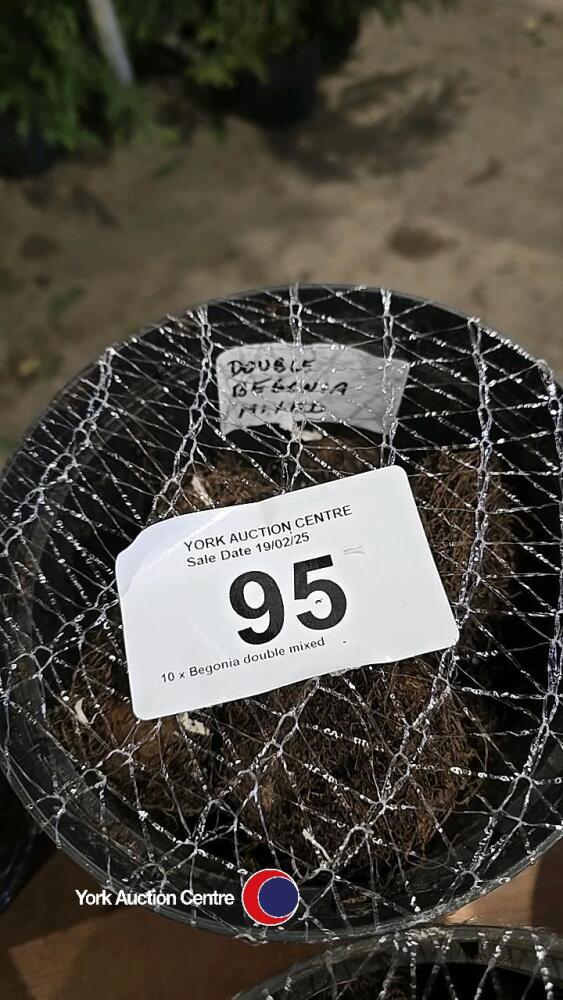 DOUBLE
BEGONIA
MIXED
YORK AUCTION CENTRE
Sale Date 19/02/25
95
10 x Begonia double mixed
York Auction Centre